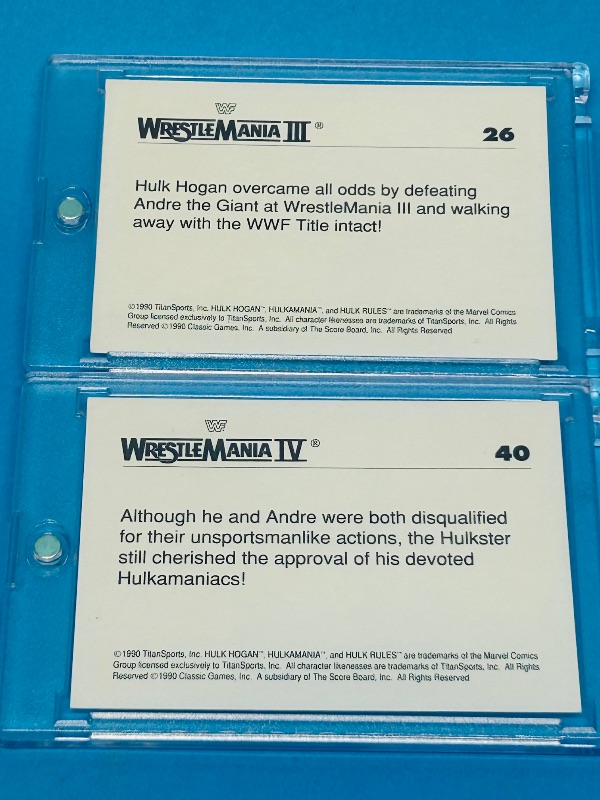 WF
WRESTLEMANIA III ®
26
Hulk Hogan overcame all odds by defeating
Andre the Giant at WrestleMania III and walking
away with the WWF Title intact!
©1990 TitanSports, Inc. HULK HOGAN™, HULKAMANIA™, and HULK RULES™ are trademarks of the Marvel Comics
Group licensed exclusively to TitanSports, Inc. All character likenesses are trademarks of TitanSports, Inc. All Rights
Reserved ©1990 Classic Games, Inc. A subsidiary of The Score Board, Inc. All Rights Reserved
WF
WRESTLEMANIA IV ®
40
Although he and Andre were both disqualified
for their unsportsmanlike actions, the Hulkster
still cherished the approval of his devoted
Hulkamaniacs!
©1990 TitanSports, Inc. HULK HOGAN™, HULKAMANIA™, and HULK RULES™ are trademarks of the Marvel Comics
Group licensed exclusively to TitanSports, Inc. All character likenesses are trademarks of TitanSports, Inc. All Rights
Reserved ©1990 Classic Games, Inc. A subsidiary of The Score Board, Inc. All Rights Reserved